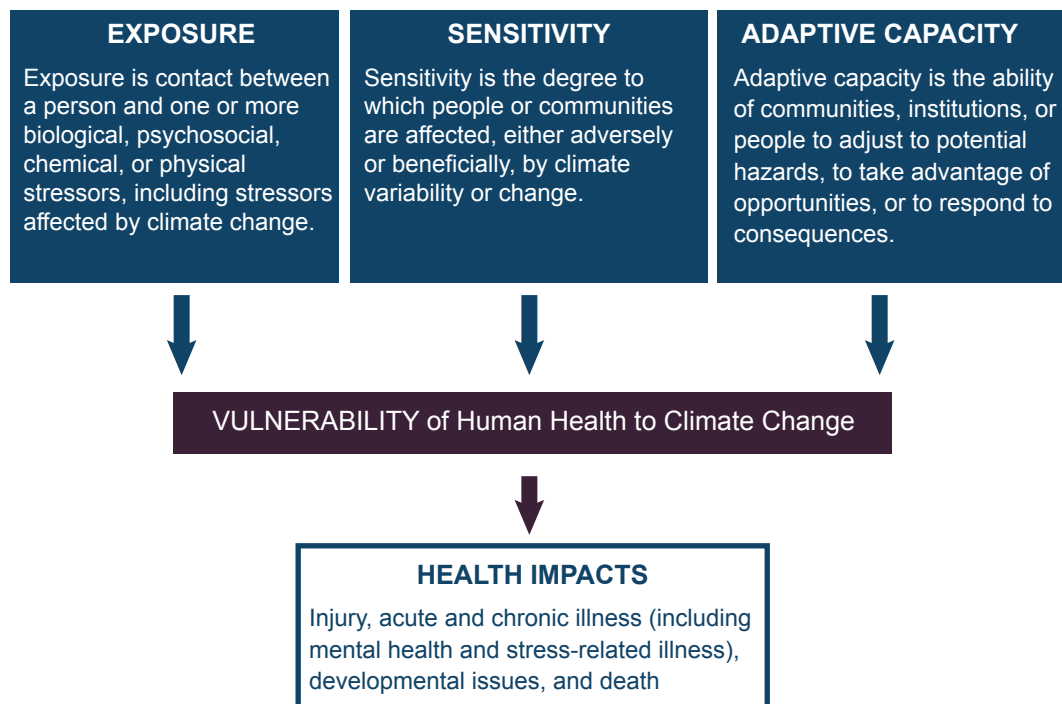 EXPOSURE
Exposure is contact between
a person and one or more
biological, psychosocial,
chemical, or physical
stressors, including stressors
affected by climate change.
SENSITIVITY
Sensitivity is the degree to
which people or communities
are affected, either adversely
or beneficially, by climate
variability or change.
ADAPTIVE CAPACITY
Adaptive capacity is the ability
of communities, institutions, or
people to adjust to potential
hazards, to take advantage of
opportunities, or to respond to
consequences.
VULNERABILITY of Human Health to Climate Change
HEALTH IMPACTS
Injury, acute and chronic illness (including
mental health and stress-related illness),
developmental issues, and death